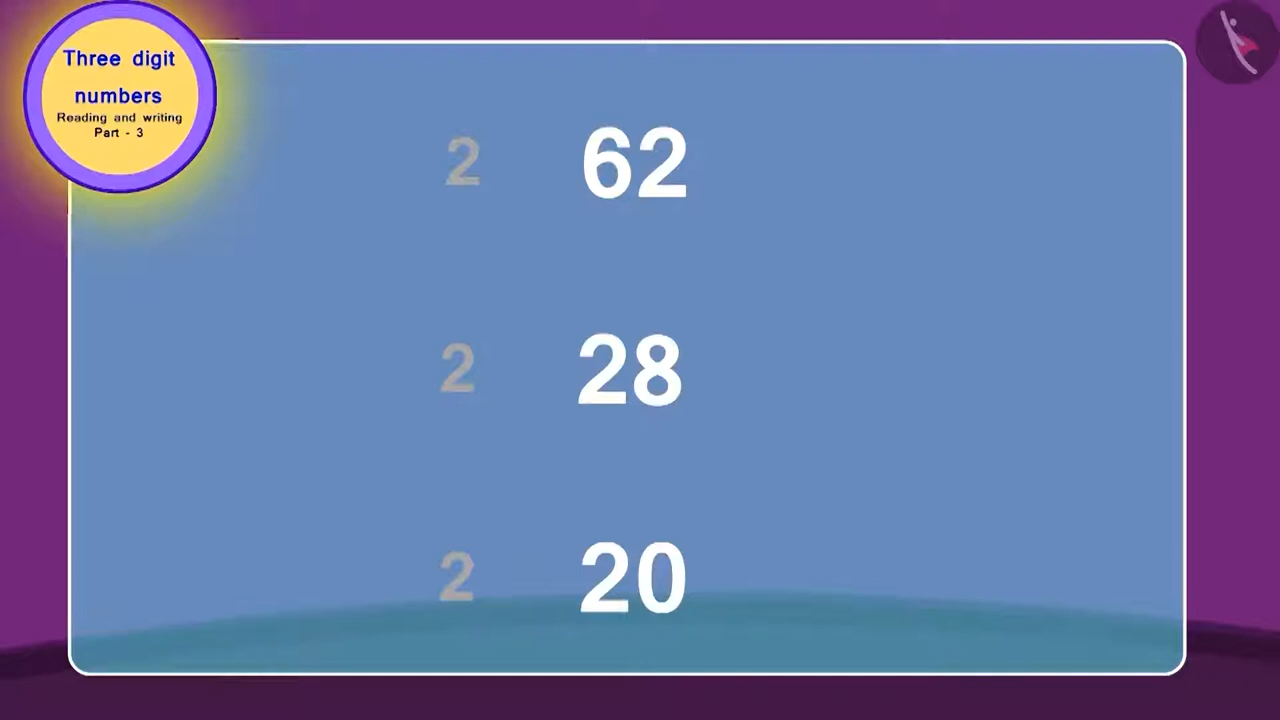 Three digit
numbers
Reading and writing
Part - 3
2 62
2 28
2 20